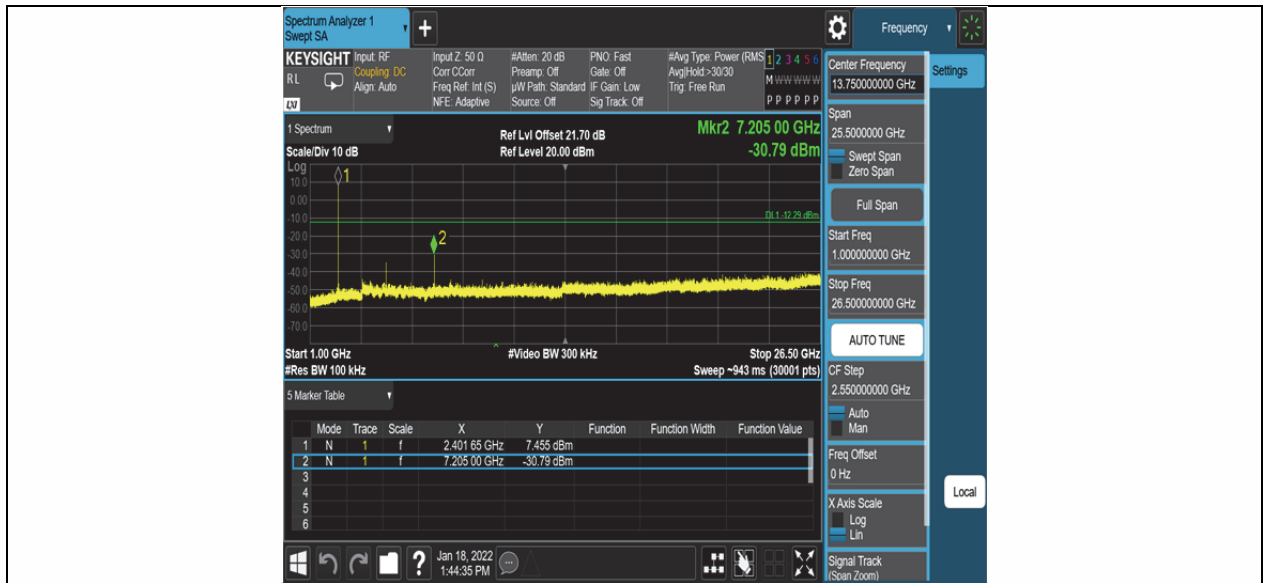 Spectrum Analyzer 1
Swept SA
+
Frequency
KEYSIGHT Input: RF Input Z: 50 Ω #Atten: 20 dB PNO: Fast #Avg Type: Power (RMS 1 2 3 4 5 6
RL Coupling: DC Corr CCorr Preamp: Off Gate: Off Avg|Hold:>30/30 M W W W W W
Align: Auto Freq Ref: Int (S) µW Path: Standard IF Gain: Low Trig: Free Run
LXI NFE: Adaptive Source: Off Sig Track: Off P P P P P P
1 Spectrum Ref Lvl Offset 21.70 dB Mkr2 7.205 00 GHz
Scale/Div 10 dB Ref Level 20.00 dBm -30.79 dBm
Log
1
10.0
0.00
-10.0 DL1 -12.29 dBm
-20.0 2
-30.0
-40.0
-50.0
-60.0
-70.0
Start 1.00 GHz #Video BW 300 kHz Stop 26.50 GHz
#Res BW 100 kHz Sweep ~943 ms (30001 pts)
5 Marker Table
Mode Trace Scale X Y Function Function Width Function Value
1 N 1 f 2.401 65 GHz 7.455 dBm
2 N 1 f 7.205 00 GHz -30.79 dBm
3
4
5
6
Jan 18, 2022
1:44:35 PM
?
Center Frequency
13.750000000 GHz
Settings
Span
25.5000000 GHz
Swept Span
Zero Span
Full Span
Start Freq
1.000000000 GHz
Stop Freq
26.500000000 GHz
AUTO TUNE
CF Step
2.550000000 GHz
Auto
Man
Freq Offset
0 Hz
X Axis Scale
Log
Lin
Local
Signal Track
(Span Zoom)